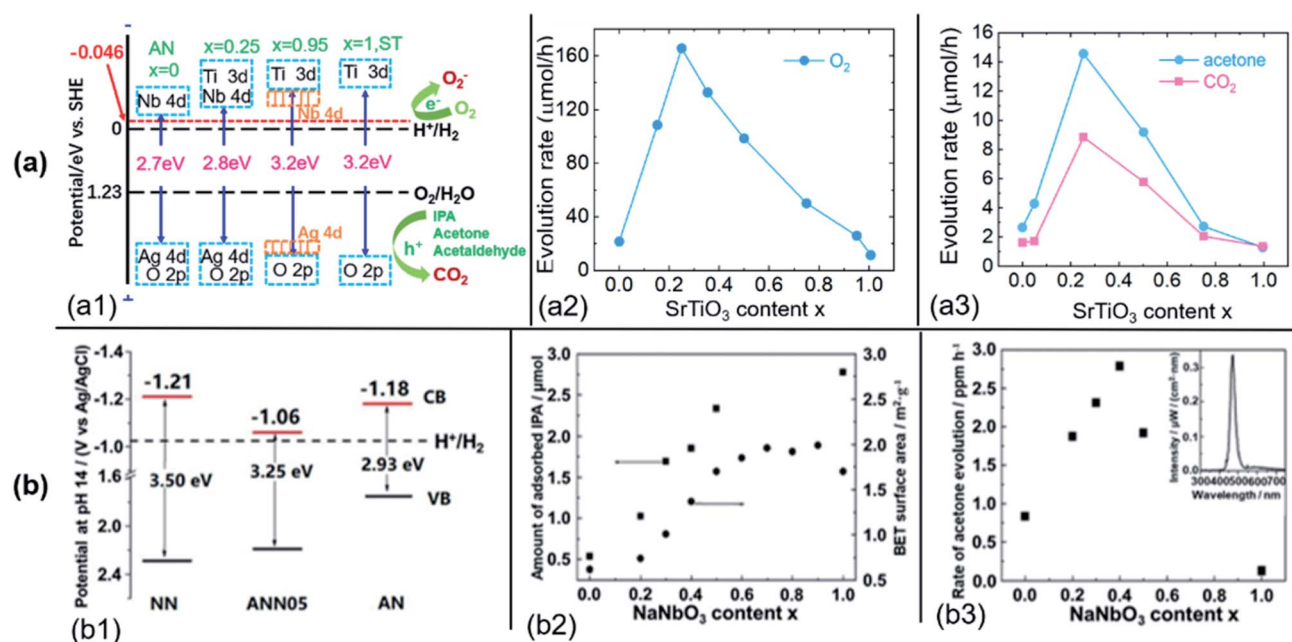 (a)
Potential/eV vs. SHE
-0.046
0
1.23
AN
x=0
x=0.25
x=0.95
x=1,ST
Nb 4d
Ti 3d
Nb 4d
Ti 3d
Nb 4d
Ti 3d
O₂⁻
e⁻
O₂
H⁺/H₂
2.7eV
2.8eV
3.2eV
3.2eV
O₂/H₂O
IPA
Acetone
Acetaldehyde
h⁺
CO₂
Ag 4d
O 2p
Ag 4d
O 2p
Ag 4d
O 2p
O 2p
(a1)
Evolution rate (μmol/h)
160
120
80
40
0
O₂
0.0 0.2 0.4 0.6 0.8 1.0
SrTiO₃ content x
(a2)
Evolution rate (μmol/h)
16
14
12
10
8
6
4
2
0
acetone
CO₂
0.0 0.2 0.4 0.6 0.8 1.0
SrTiO₃ content x
(a3)
(b)
Potential at pH 14 / (V vs Ag/AgCl)
-1.4
-1.2
-1.0
1.6
2.0
2.4
-1.21
-1.06
-1.18
CB
H⁺/H₂
3.50 eV
3.25 eV
2.93 eV
VB
NN
ANN05
AN
(b1)
Amount of adsorbed IPA / μmol
3.0
2.5
2.0
1.5
1.0
0.5
BET surface area / m²·g⁻¹
3.0
2.5
2.0
1.5
1.0
0.5
0.0 0.2 0.4 0.6 0.8 1.0
NaNbO₃ content x
(b2)
Rate of acetone evolution / ppm h⁻¹
3.0
2.5
2.0
1.5
1.0
0.5
0.0
Intensity / μW / (cm²·nm)
0.3
0.2
0.1
0.0
300 400 500 600 700
Wavelength / nm
0.0 0.2 0.4 0.6 0.8 1.0
NaNbO₃ content x
(b3)